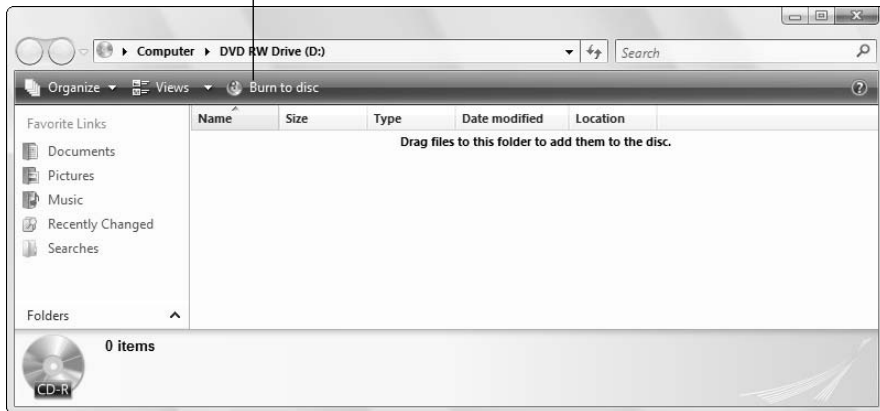 Computer DVD RW Drive (D:) Search
Organize Views Burn to disc
Favorite Links Name Size Type Date modified Location
Drag files to this folder to add them to the disc.
Documents
Pictures
Music
Recently Changed
Searches
Folders
0 items
CD-R